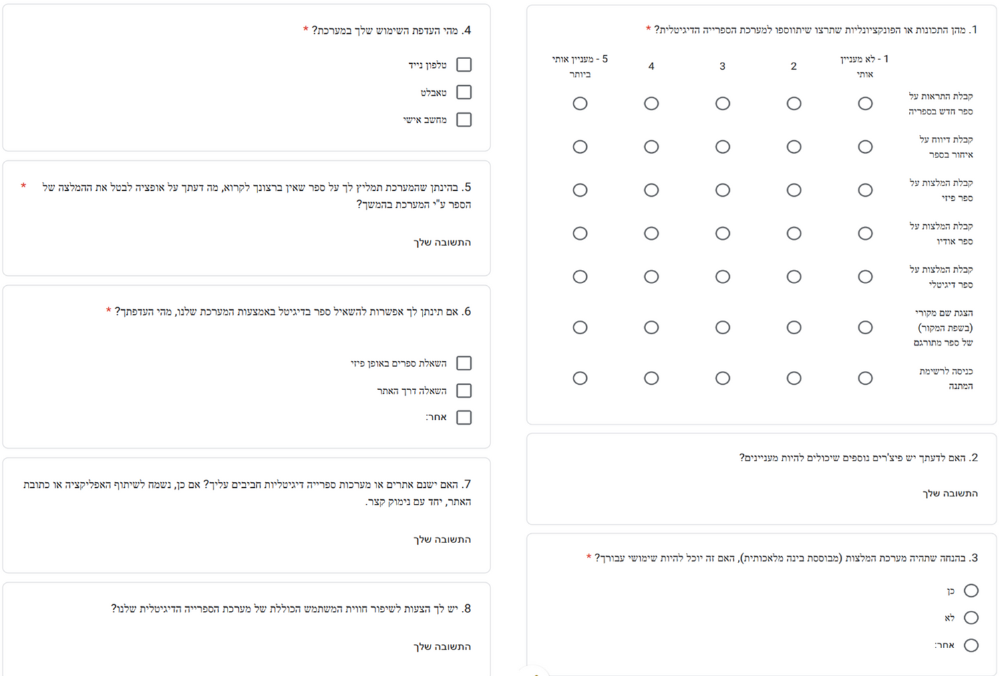 1. מהן התכונות או הפונקציונליות שתרצו שיתווספו למערכת הספרייה הדיגיטלית? *
1 - לא מעניין
אותי
2
3
4
5 - מעניין אותי
ביותר
קבלת התראות על
ספר חדש בספריה
קבלת דיווח על
איחור בספר
קבלת המלצות על
ספר פיזי
קבלת המלצות על
ספר אודיו
קבלת המלצות על
ספר דיגיטלי
הצגת שם מקורי
(בשפת המקור)
של ספר מתורגם
כניסה לרשימת
המתנה
2. האם לדעתך יש פיצ'רים נוספים שיכולים להיות מעניינים?
התשובה שלך
3. בהנחה שתהיה מערכת המלצות (מבוססת בינה מלאכותית), האם זה יוכל להיות שימושי עבורך? *
כן
לא
אחר:
4. מהי העדפת השימוש שלך במערכת? *
טלפון נייד
טאבלט
מחשב אישי
5. בהינתן שהמערכת תמליץ לך על ספר שאין ברצונך לקרוא, מה דעתך על אופציה לבטל את ההמלצה של *
הספר ע"י המערכת בהמשך?
התשובה שלך
6. אם תינתן לך אפשרות להשאיל ספר בדיגיטל באמצעות המערכת שלנו, מהי העדפתך? *
השאלת ספרים באופן פיזי
השאלה דרך האתר
אחר:
7. האם ישנם אתרים או מערכות ספרייה דיגיטליות חביבים עליך? אם כן, נשמח לשיתוף האפליקציה או כתובת
האתר, יחד עם נימוק קצר.
התשובה שלך
8. יש לך הצעות לשיפור חווית המשתמש הכוללת של מערכת הספרייה הדיגיטלית שלנו?
התשובה שלך